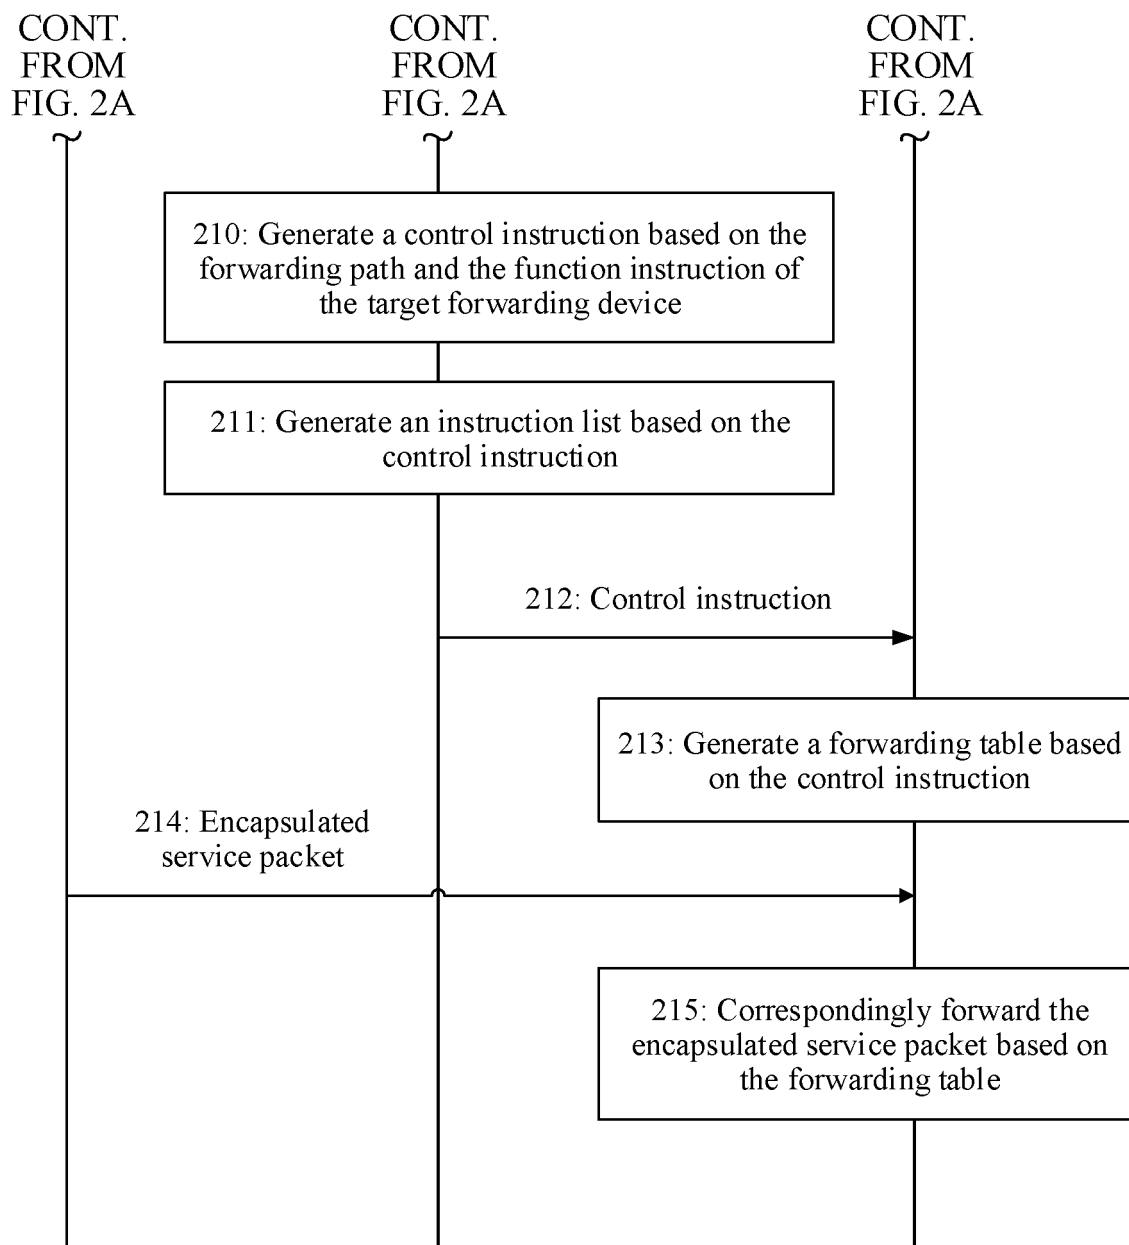 CONT.
FROM
FIG. 2A
CONT.
FROM
FIG. 2A
CONT.
FROM
FIG. 2A
210: Generate a control instruction based on the
forwarding path and the function instruction of
the target forwarding device
211: Generate an instruction list based on the
control instruction
212: Control instruction
213: Generate a forwarding table based
on the control instruction
214: Encapsulated
service packet
215: Correspondingly forward the
encapsulated service packet based on
the forwarding table